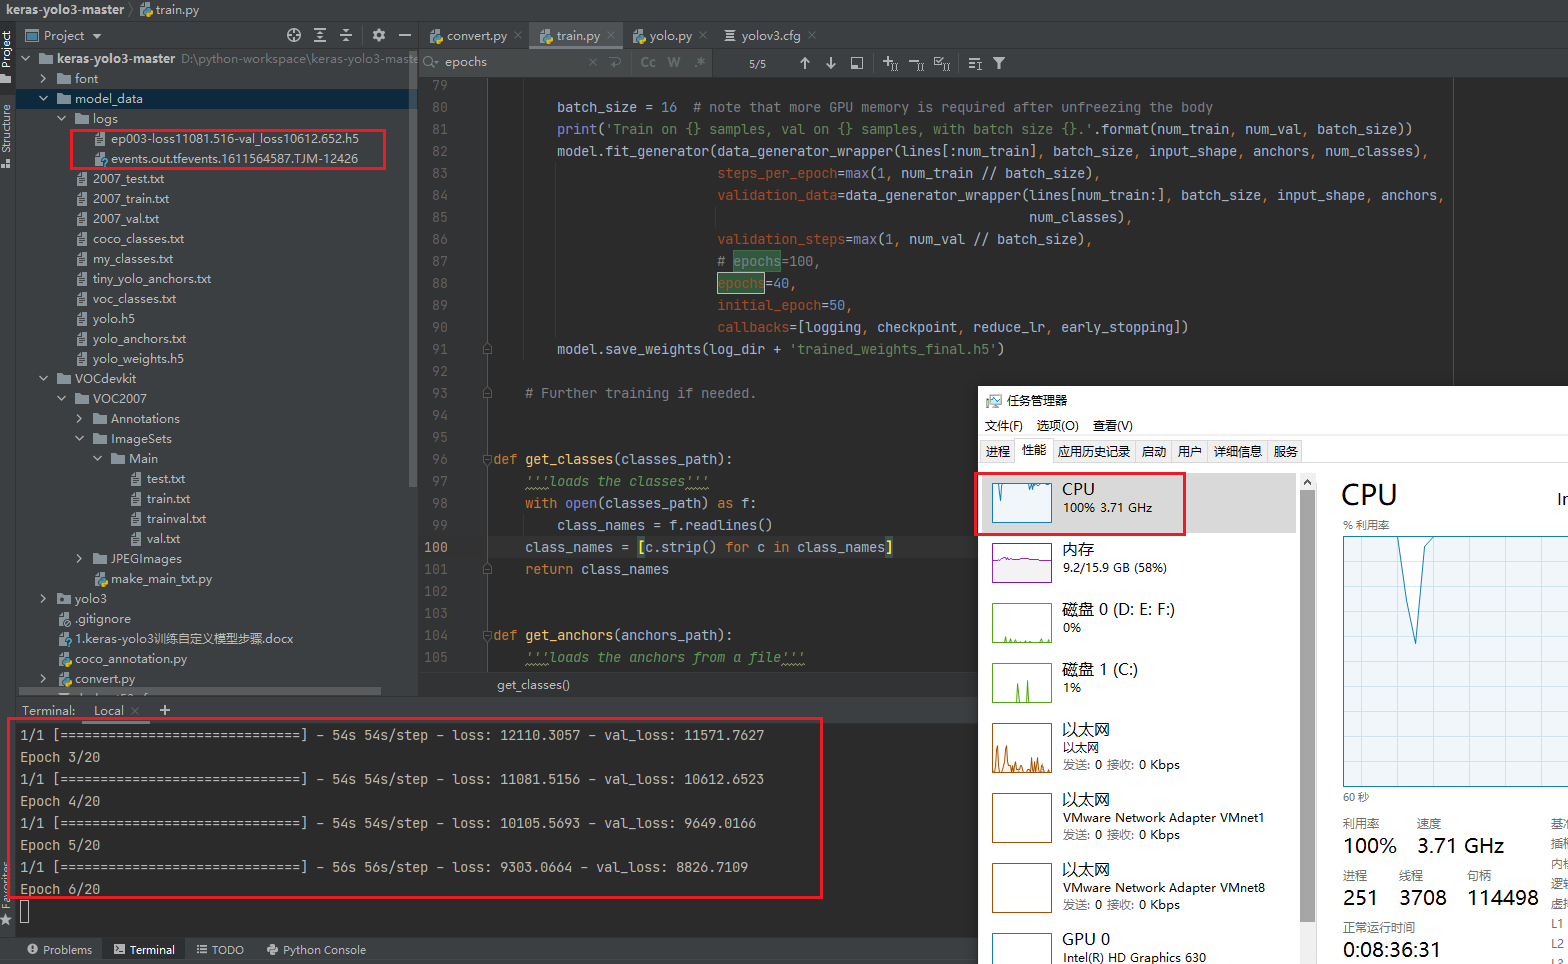 keras-yolo3-master
train.py
Project
Project
convert.py
train.py
yolo.py
yolov3.cfg
keras-yolo3-master D:\python-workspace\keras-yolo3-maste
epochs
Cc W .*
5/5
font
model_data
logs
ep003-loss11081.516-val_loss10612.652.h5
events.out.tfevents.1611564587.TJM-12426
2007_test.txt
2007_train.txt
2007_val.txt
coco_classes.txt
my_classes.txt
tiny_yolo_anchors.txt
voc_classes.txt
yolo.h5
yolo_anchors.txt
yolo_weights.h5
VOCdevkit
VOC2007
Annotations
ImageSets
Main
test.txt
train.txt
trainval.txt
val.txt
JPEGImages
make_main_txt.py
yolo3
.gitignore
1.keras-yolo3训练自定义模型步骤.docx
coco_annotation.py
convert.py
Structure
Favorites
79
80 batch_size = 16 # note that more GPU memory is required after unfreezing the body
81 print('Train on {} samples, val on {} samples, with batch size {}.'.format(num_train, num_val, batch_size))
82 model.fit_generator(data_generator_wrapper(lines[:num_train], batch_size, input_shape, anchors, num_classes),
83 steps_per_epoch=max(1, num_train // batch_size),
84 validation_data=data_generator_wrapper(lines[num_train:], batch_size, input_shape, anchors,
85 num_classes),
86 validation_steps=max(1, num_val // batch_size),
87 # epochs=100,
88 epochs=40,
89 initial_epoch=50,
90 callbacks=[logging, checkpoint, reduce_lr, early_stopping])
91 model.save_weights(log_dir + 'trained_weights_final.h5')
92
93 # Further training if needed.
94
95
96 def get_classes(classes_path):
97 '''loads the classes'''
98 with open(classes_path) as f:
99 class_names = f.readlines()
100 class_names = [c.strip() for c in class_names]
101 return class_names
102
103
104 def get_anchors(anchors_path):
105 '''loads the anchors from a file'''
get_classes()
Terminal: Local +
1/1 [==============================] - 54s 54s/step - loss: 12110.3057 - val_loss: 11571.7627
Epoch 3/20
1/1 [==============================] - 54s 54s/step - loss: 11081.5156 - val_loss: 10612.6523
Epoch 4/20
1/1 [==============================] - 54s 54s/step - loss: 10105.5693 - val_loss: 9649.0166
Epoch 5/20
1/1 [==============================] - 56s 56s/step - loss: 9303.0664 - val_loss: 8826.7109
Epoch 6/20
Problems Terminal TODO Python Console
任务管理器
文件(F) 选项(O) 查看(V)
进程 性能 应用历史记录 启动 用户 详细信息 服务
CPU
100% 3.71 GHz
内存
9.2/15.9 GB (58%)
磁盘 0 (D: E: F:)
0%
磁盘 1 (C:)
1%
以太网
以太网
发送: 0 接收: 0 Kbps
以太网
VMware Network Adapter VMnet1
发送: 0 接收: 0 Kbps
以太网
VMware Network Adapter VMnet8
发送: 0 接收: 0 Kbps
GPU 0
Intel(R) HD Graphics 630
CPU
In
% 利用率
60 秒
利用率 速度
100% 3.71 GHz
进程 线程 句柄
251 3708 114498
正常运行时间
0:08:36:31
基准
插
内
逻辑
虚
L1
L2